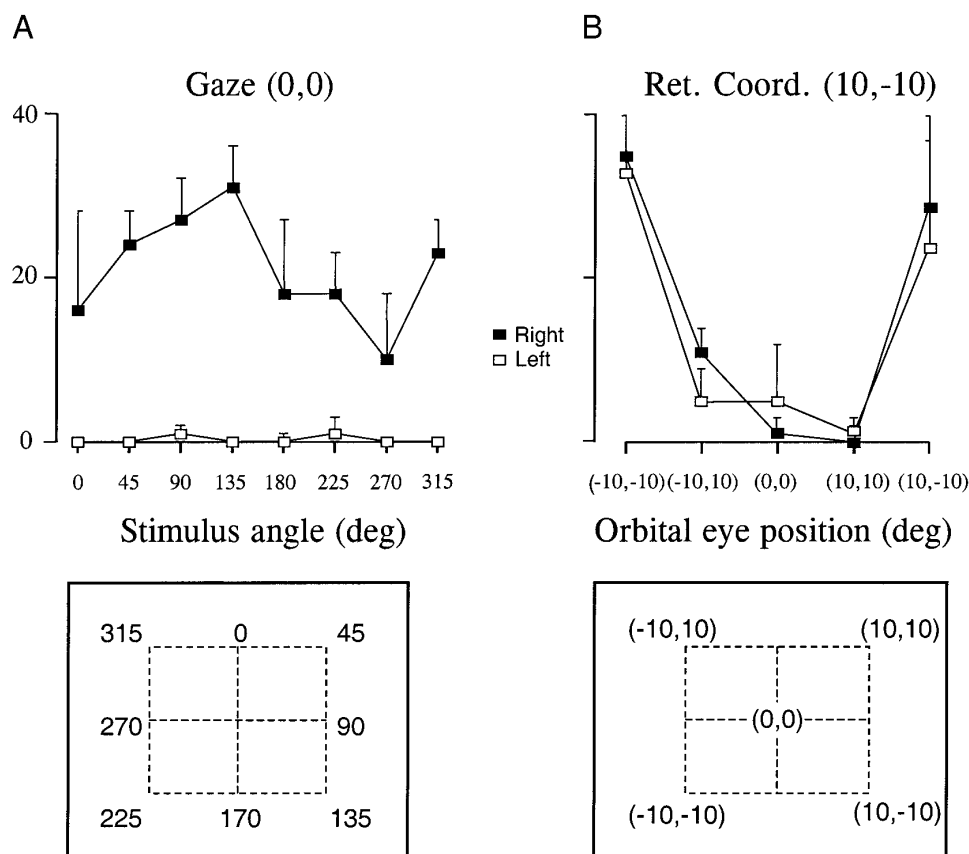 A
B
Gaze (0,0)
Ret. Coord. (10,-10)
40
20
0
Right
Left
0 45 90 135 180 225 270 315
(-10,-10) (-10,10) (0,0) (10,10) (10,-10)
Stimulus angle (deg)
Orbital eye position (deg)
315 0 45
270 90
225 170 135
(-10,10) (10,10)
(0,0)
(-10,-10) (10,-10)